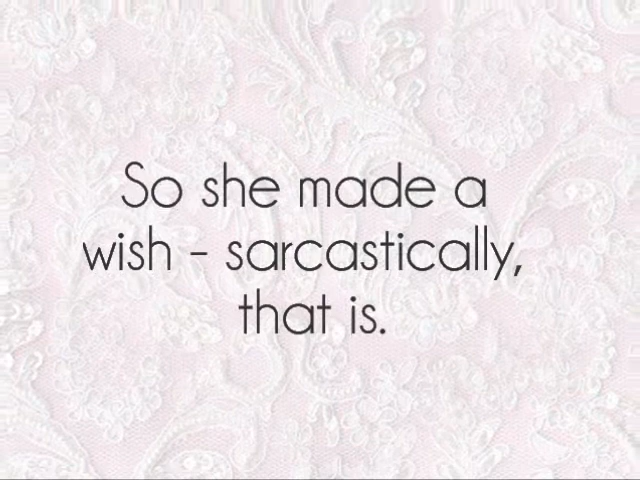 So she made a
wish - sarcastically,
that is.